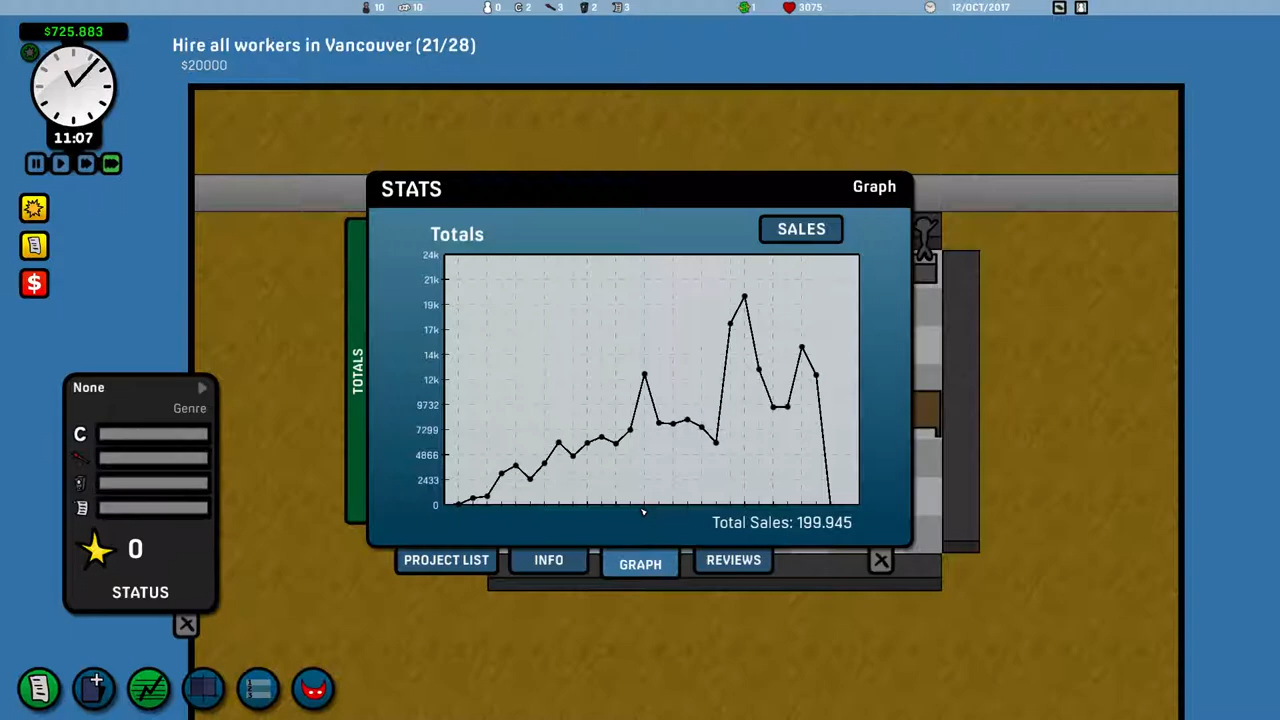 10 10 0 2 3 2 3 1 3075 12/OCT/2017
$725.883
Hire all workers in Vancouver (21/28)
$20000
11:07
STATS
Graph
Totals
SALES
24k
21k
19k
17k
14k
12k
9732
7299
4866
2433
0
TOTALS
Total Sales: 199.945
PROJECT LIST
INFO
GRAPH
REVIEWS
X
None
Genre
C
0
STATUS
X
$